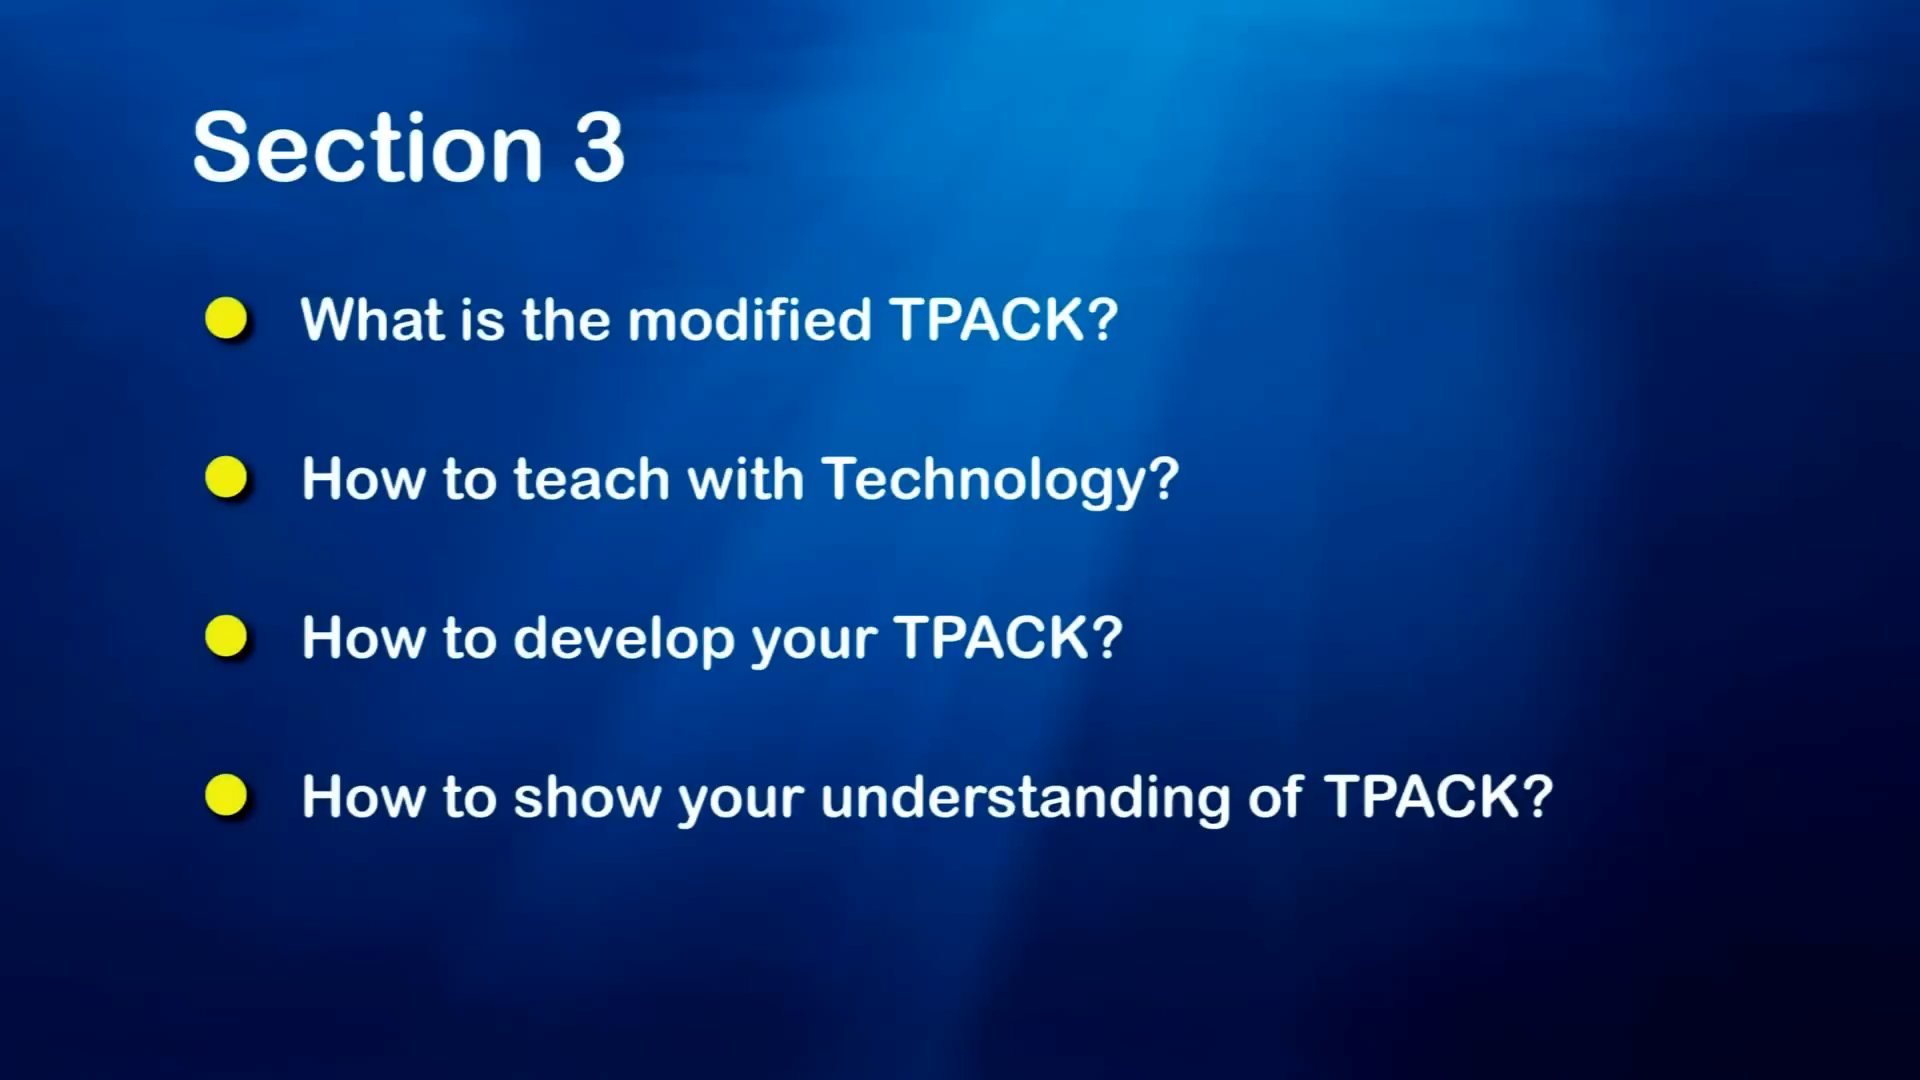 Section 3
What is the modified TPACK?
How to teach with Technology?
How to develop your TPACK?
How to show your understanding of TPACK?